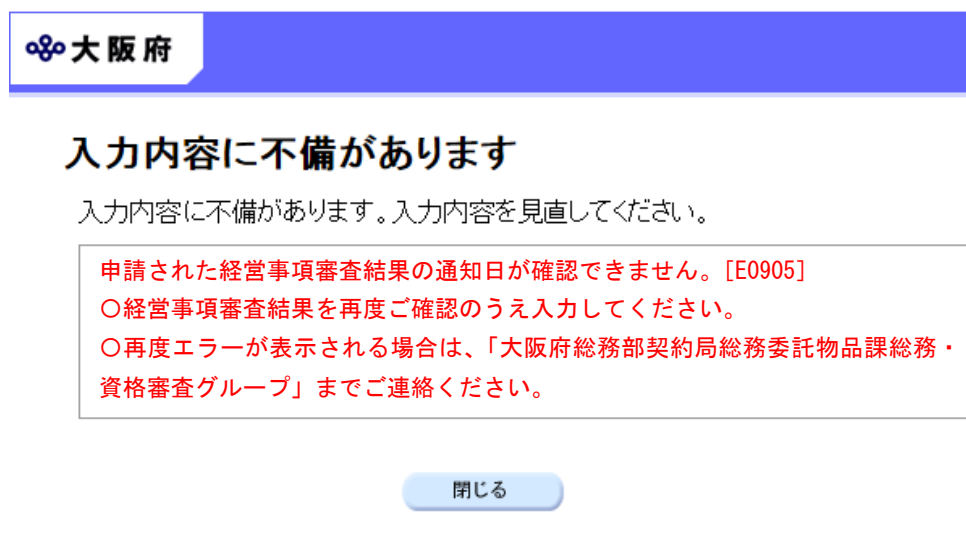 大阪府
入力内容に不備があります
入力内容に不備があります。入力内容を見直してください。
申請された経営事項審査結果の通知日が確認できません。[E0905]
〇経営事項審査結果を再度ご確認のうえ入力してください。
〇再度エラーが表示される場合は、「大阪府総務部契約局総務委託物品課総務・
資格審査グループ」までご連絡ください。
閉じる